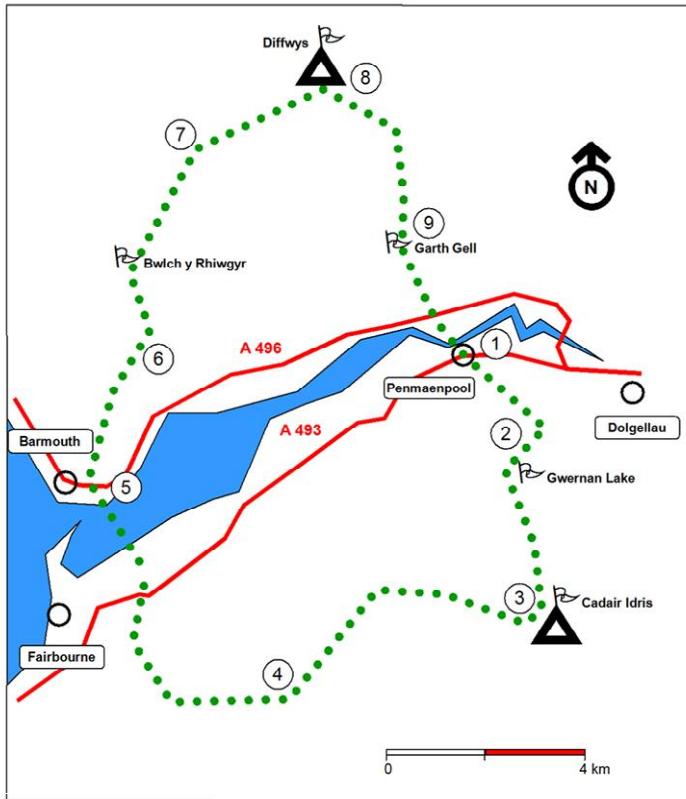 Diffwys
8
7
N
9
Garth Gell
Bwlch y Rhiwgyr
1
A 496
6
Penmaenpool
Dolgellau
A 493
2
Barmouth
Gwernan Lake
5
3
Cadair Idris
Fairbourne
4
0
4 km